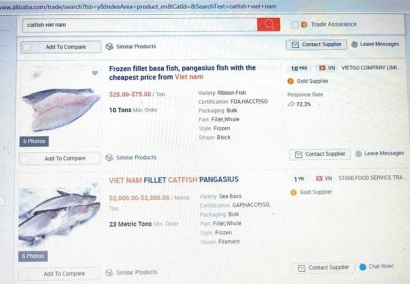 www.alibaba.com/trade/search?fsb=y&IndexArea=product_en&CatId=&SearchText=catfish+viet+nam
catfish viet nam
Trade Assurance
Add To Compare
Similar Products
Contact Supplier
Leave Messages
Frozen fillet basa fish, pangasius fish with the
cheapest price from Viet nam
10 YRS VN VIETGO COMPANY LIMI...
$25.00-$75.00 / Ton
Variety: Ribbon Fish
Gold Supplier
Certification: FDA,HACCP,ISO
Response Rate
10 Tons Min. Order
Packaging: Bulk
73.3%
Part: Fillet,Whole
Style: Frozen
Shape: Block
6 Photos
Add To Compare
Similar Products
Contact Supplier
Leave Messages
VIET NAM FILLET CATFISH PANGASIUS
1 YR VN S1000 FOOD SERVICE TRA...
/ Metric
Ton
Variety: Sea Bass
Gold Supplier
Certification: GAP,HACCP,ISO,
Packaging: Bulk
23 Metric Tons Min. Order
Part: Fillet,Whole
Style: Frozen
Shape: Filament
6 Photos
Add To Compare
Similar Products
Contact Supplier
Chat Now!